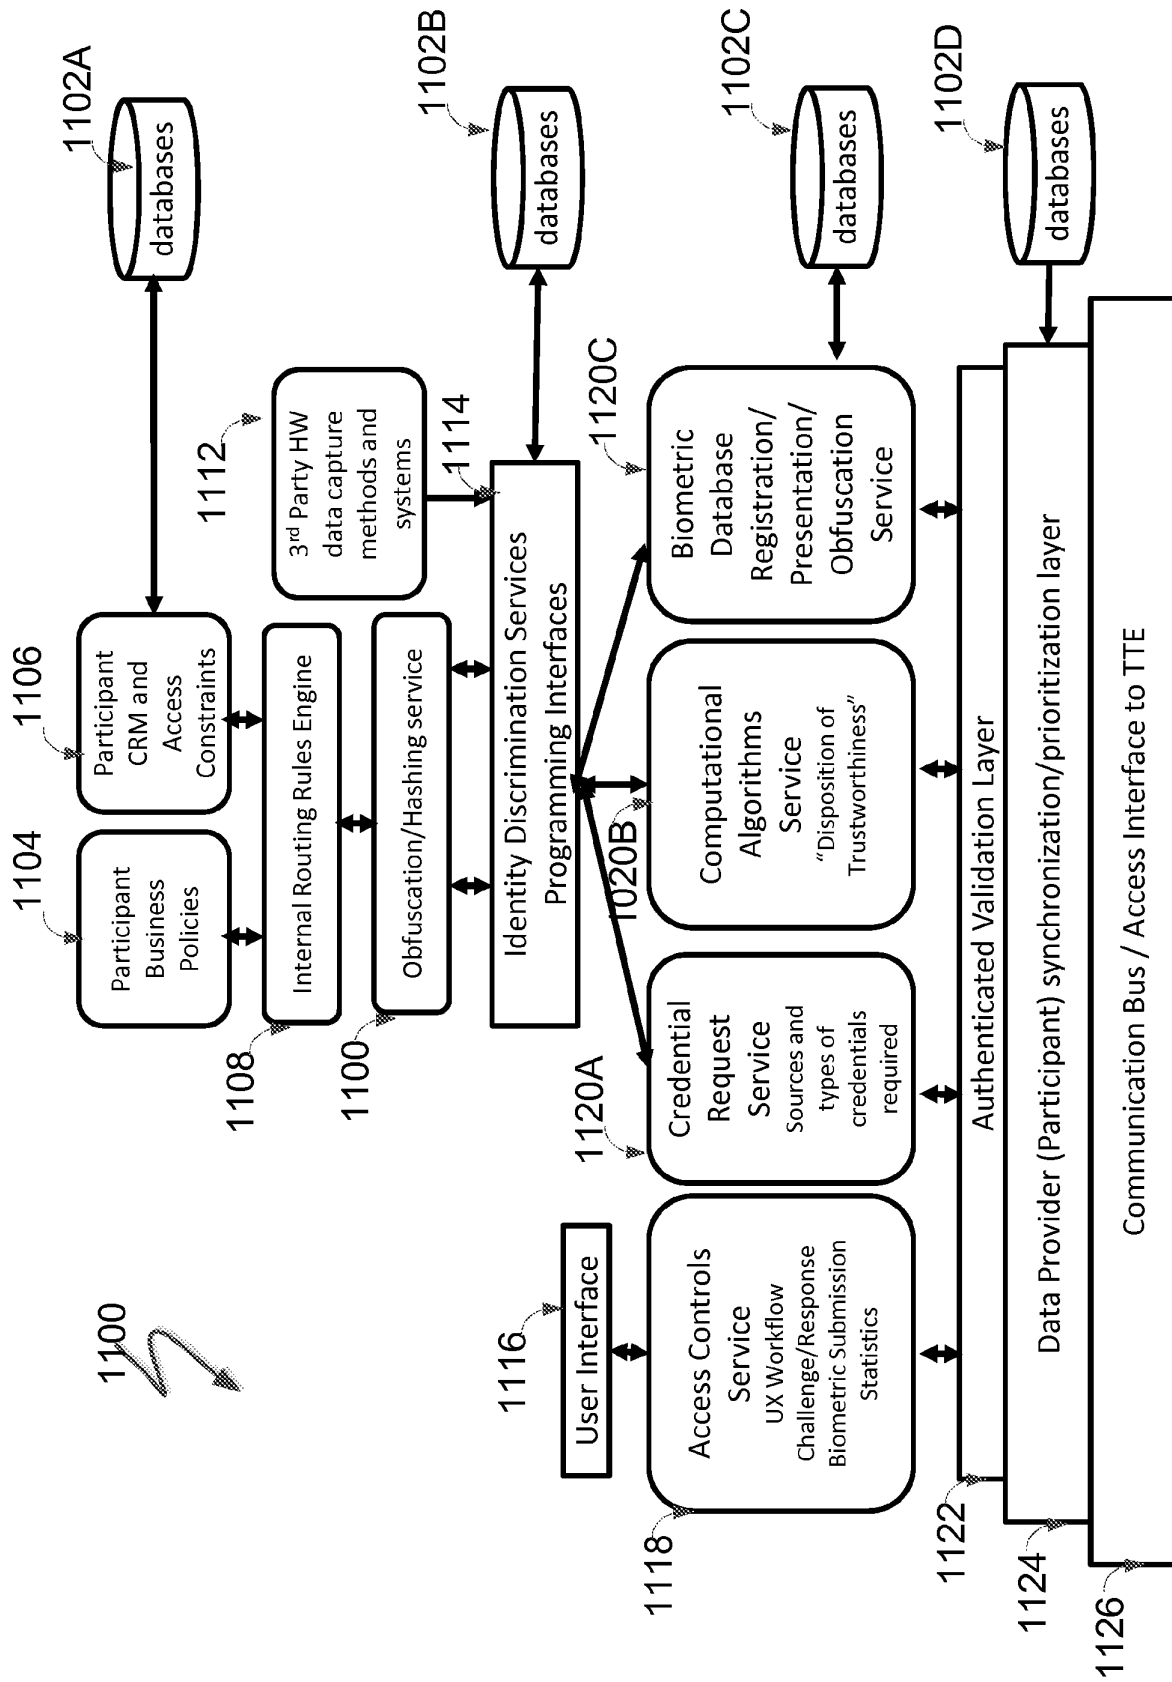 1100
1104
Participant
Business
Policies
1106
Participant
CRM and
Access
Constraints
1102A
databases
1108
Internal Routing Rules Engine
1100
Obfuscation/Hashing service
1112
3rd Party HW
data capture
methods and
systems
1114
Identity Discrimination Services
Programming Interfaces
1102B
databases
1116
User Interface
1118
Access Controls
Service
UX Workflow
Challenge/Response
Biometric Submission
Statistics
1120A
Credential
Request
Service
Sources and
types of
credentials
required
1020B
Computational
Algorithms
Service
“Disposition of
Trustworthiness”
1120C
Biometric
Database
Registration/
Presentation/
Obfuscation
Service
1102C
databases
1122
Authenticated Validation Layer
1124
Data Provider (Participant) synchronization/prioritization layer
1102D
databases
1126
Communication Bus / Access Interface to TTE